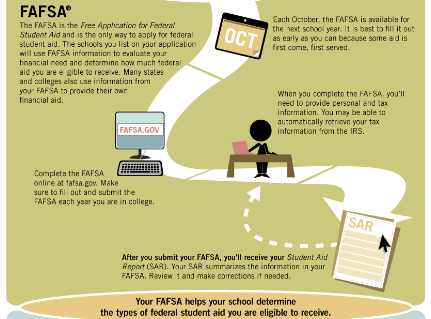 FAFSA®
The FAFSA is the Free Application for Federal
Student Aid and is the only way to apply for federal
student aid. The schools you list on your application
will use FAFSA information to evaluate your
financial need and determine how much federal
aid you are eligible to receive. Many states
and colleges also use information from
your FAFSA to provide their own
financial aid.
OCT
Each October, the FAFSA is available for
the next school year. It is best to fill it out
as early as you can because some aid is
first come, first served.
When you complete the FAFSA, you'll
need to provide personal and tax
information. You may be able to
automatically retrieve your tax
information from the IRS.
FAFSA.GOV
Complete the FAFSA
online at fafsa.gov. Make
sure to fill out and submit the
FAFSA each year you are in college.
SAR
After you submit your FAFSA, you'll receive your Student Aid
Report (SAR). Your SAR summarizes the information in your
FAFSA. Review it and make corrections if needed.
Your FAFSA helps your school determine
the types of federal student aid you are eligible to receive.